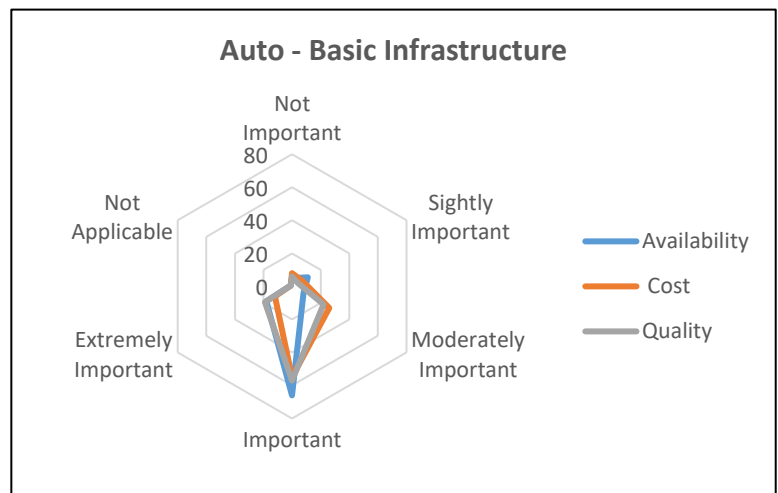 Auto - Basic Infrastructure
Not
Important
80
60
40
20
0
Sightly
Important
Moderately
Important
Important
Extremely
Important
Not
Applicable
Availability
Cost
Quality